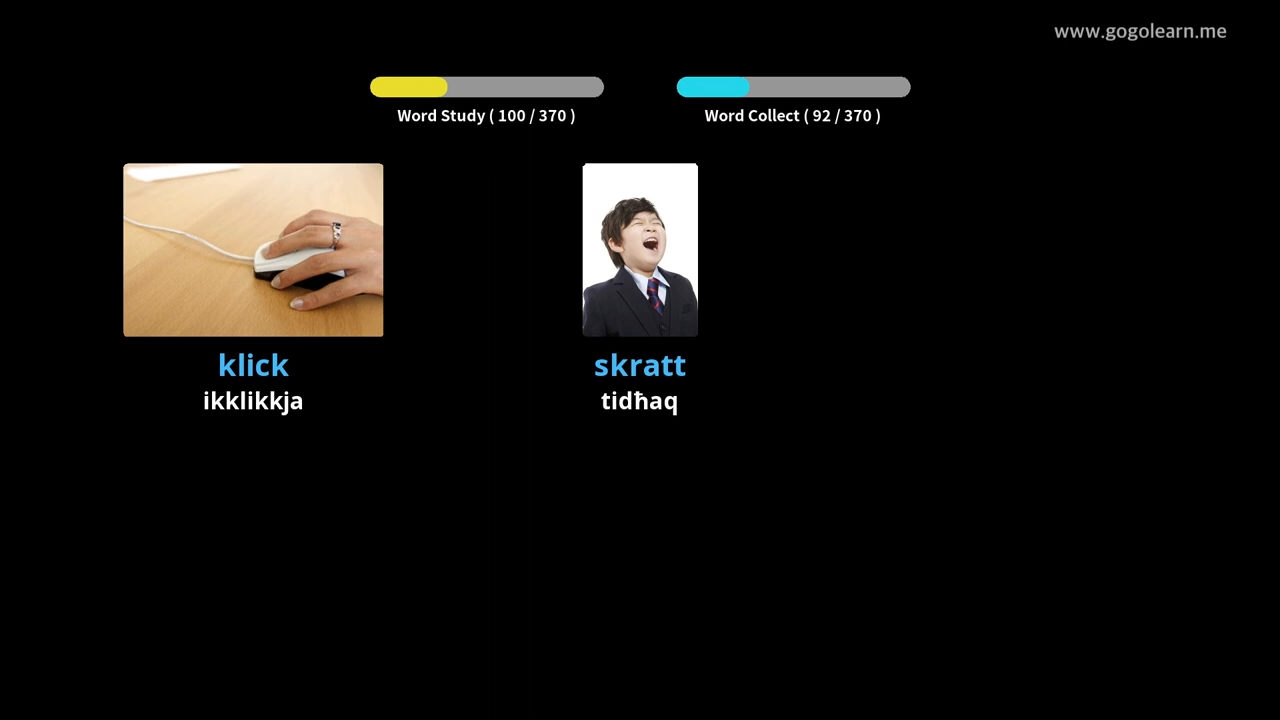 www.gogolearn.me
Word Study ( 100 / 370 )
Word Collect ( 92 / 370 )
klick
ikklikkja
skratt
tidħaq